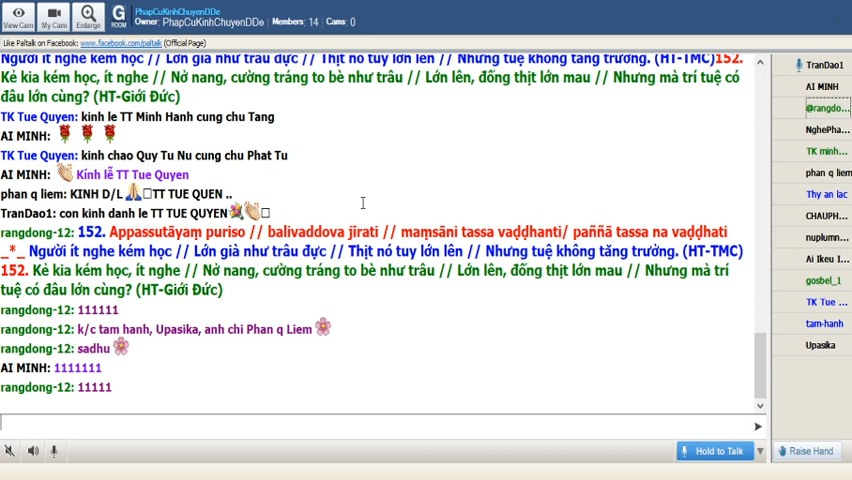 View Cam
My Cam
Enlarge
G
ROOM
PhapCuKinhChuyenDDe
Owner: PhapCuKinhChuyenDDe Members: 14 Cams: 0
Like Paltalk on Facebook: www.facebook.com/paltalk (Official Page)
Người ít nghe kém học // Lớn già như trâu đực // Thịt nó tuy lớn lên // Nhưng tuệ không tăng trưởng. (HT-TMC)152.
Kẻ kia kém học, ít nghe // Nở nang, cường tráng to bè như trâu // Lớn lên, đống thịt lớn mau // Nhưng mà trí tuệ có
đâu lớn cùng? (HT-Giới Đức)
TK Tue Quyen: kinh le TT Minh Hanh cung chu Tang
AI MINH:
TK Tue Quyen: kinh chao Quy Tu Nu cung chu Phat Tu
AI MINH: Kính lễ TT Tue Quyen
phan q liem: KINH D/L TT TUE QUEN ..
TranDao1: con kinh danh le TT TUE QUYEN
rangdong-12: 152. Appassutāyaṃ puriso // balivaddova jīrati // maṃsāni tassa vaḍḍhanti/ paññā tassa na vaḍḍhati
_*_ Người ít nghe kém học // Lớn già như trâu đực // Thịt nó tuy lớn lên // Nhưng tuệ không tăng trưởng. (HT-TMC)
152. Kẻ kia kém học, ít nghe // Nở nang, cường tráng to bè như trâu // Lớn lên, đống thịt lớn mau // Nhưng mà trí
tuệ có đâu lớn cùng? (HT-Giới Đức)
rangdong-12: 111111
rangdong-12: k/c tam hanh, Upasika, anh chi Phan q Liem
rangdong-12: sadhu
AI MINH: 1111111
rangdong-12: 11111
Hold to Talk
Raise Hand
TranDao1
AI MINH
@rangdo...
NghePha...
TK minh...
phan q liem
Thy an lac
CHAUPH...
nuplumn...
Ai Ikeu I...
gosbel_1
TK Tue ...
tam-hanh
Upasika